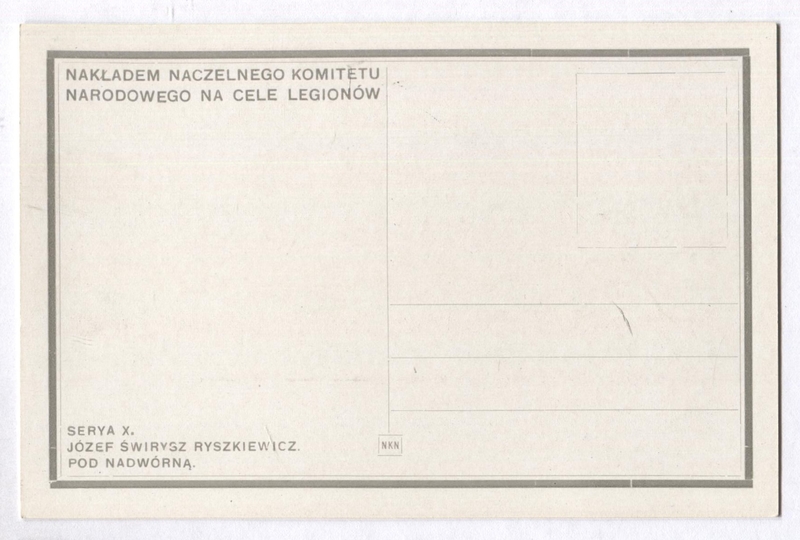 NAKŁADEM NACZELNEGO KOMITETU
NARODOWEGO NA CELE LEGIONÓW
SERYA X.
JÓZEF ŚWIRYSZ RYSZKIEWICZ.
POD NADWÓRNĄ.
NKN